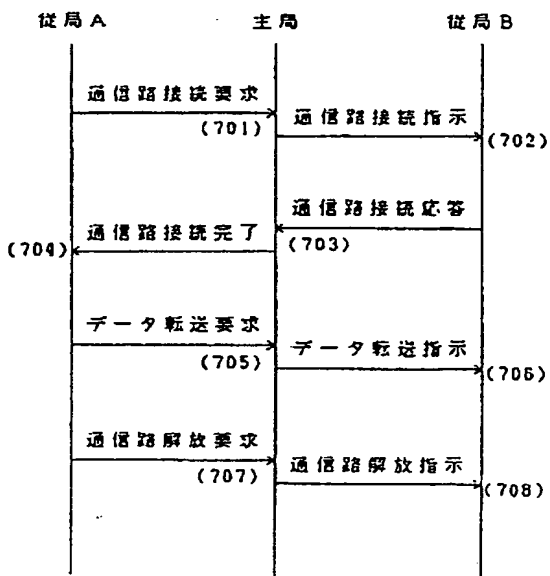 従局A 主局 従局B
通信路接続要求
(701)
通信路接続指示
(702)
通信路接続応答
(703)
通信路接続完了
(704)
データ転送要求
(705)
データ転送指示
(706)
通信路解放要求
(707)
通信路解放指示
(708)